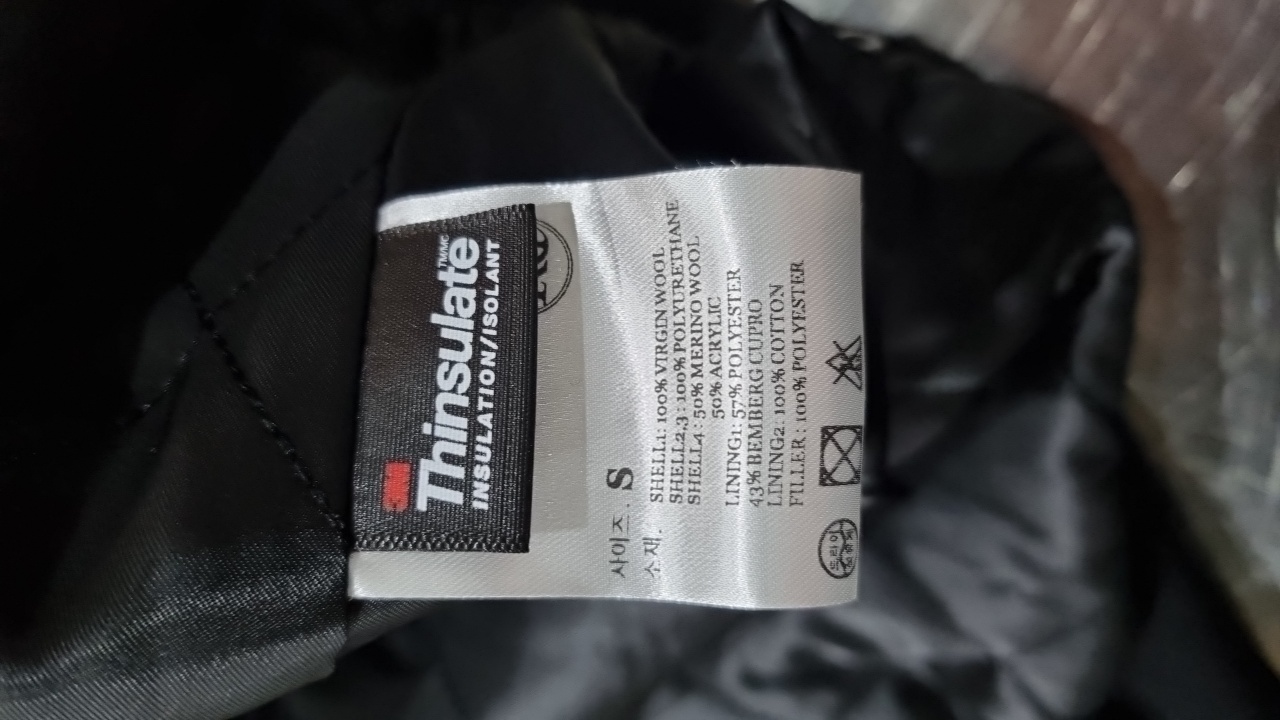 3M
Thinsulate TM/MC
INSULATION/ISOLANT
사이즈. S
소재.
SHELL1: 100% VIRGIN WOOL
SHELL2,3 : 100% POLYURETHANE
SHELL4 : 50% MERINO WOOL
50% ACRYLIC
LINING1: 57% POLYESTER
43% BEMBERG CUPRO
LINING2: 100% COTTON
FILLER : 100% POLYESTER